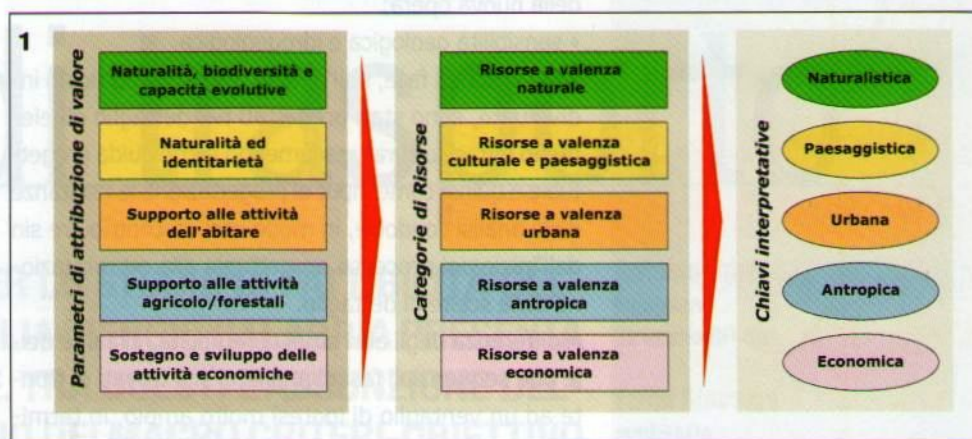 1
Parametri di attribuzione di valore
Naturalità, biodiversità e
capacità evolutive
Naturalità ed
identitarietà
Supporto alle attività
dell'abitare
Supporto alle attività
agricolo/forestali
Sostegno e sviluppo delle
attività economiche
Categorie di Risorse
Risorse a valenza
naturale
Risorse a valenza
culturale e paesaggistica
Risorse a valenza
urbana
Risorse a valenza
antropica
Risorse a valenza
economica
Chiavi interpretative
Naturalistica
Paesaggistica
Urbana
Antropica
Economica